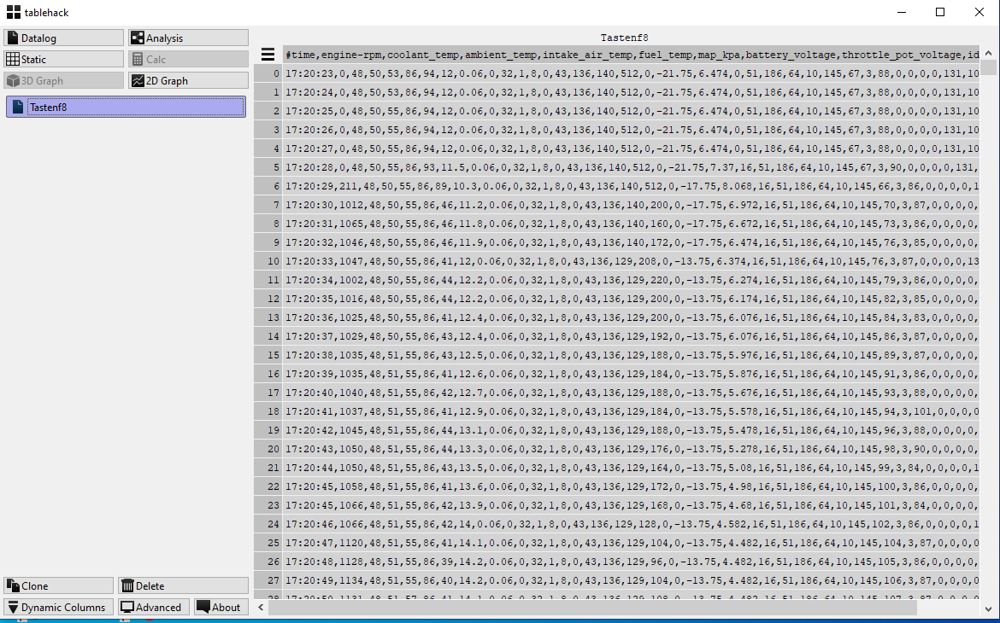 tablehack
Datalog
Analysis
Static
Calc
3D Graph
2D Graph
Tastenf8
Clone
Delete
Dynamic Columns
Advanced
About
Tastenf8
#time,engine-rpm,coolant_temp,ambient_temp,intake_air_temp,fuel_temp,map_kpa,battery_voltage,throttle_pot_voltage,id
0 17:20:23,0,48,50,53,86,94,12,0.06,0,32,1,8,0,43,136,140,512,0,-21.75,6.474,0,51,186,64,10,145,67,3,88,0,0,0,0,131,10
1 17:20:24,0,48,50,55,86,94,12,0.06,0,32,1,8,0,43,136,140,512,0,-21.75,6.474,0,51,186,64,10,145,67,3,88,0,0,0,0,131,10
2 17:20:25,0,48,50,55,86,94,12,0.06,0,32,1,8,0,43,136,140,512,0,-21.75,6.474,0,51,186,64,10,145,67,3,88,0,0,0,0,131,10
3 17:20:26,0,48,50,55,86,94,12,0.06,0,32,1,8,0,43,136,140,512,0,-21.75,6.474,0,51,186,64,10,145,67,3,88,0,0,0,0,131,10
4 17:20:27,0,48,50,55,86,94,12,0.06,0,32,1,8,0,43,136,140,512,0,-21.75,6.474,0,51,186,64,10,145,67,3,88,0,0,0,0,131,10
5 17:20:28,0,48,50,55,86,93,11.5,0.06,0,32,1,8,0,43,136,140,512,0,-21.75,7.37,16,51,186,64,10,145,67,3,90,0,0,0,0,131,
6 17:20:29,211,48,50,55,86,89,10.3,0.06,0,32,1,8,0,43,136,140,512,0,-17.75,8.068,16,51,186,64,10,145,66,3,86,0,0,0,0,1
7 17:20:30,1012,48,50,55,86,46,11.2,0.06,0,32,1,8,0,43,136,140,200,0,-17.75,6.972,16,51,186,64,10,145,70,3,87,0,0,0,0,
8 17:20:31,1065,48,50,55,86,46,11.8,0.06,0,32,1,8,0,43,136,140,160,0,-17.75,6.672,16,51,186,64,10,145,73,3,86,0,0,0,0,
9 17:20:32,1046,48,50,55,86,46,11.9,0.06,0,32,1,8,0,43,136,140,172,0,-17.75,6.474,16,51,186,64,10,145,76,3,85,0,0,0,0,
10 17:20:33,1047,48,50,55,86,41,12,0.06,0,32,1,8,0,43,136,129,208,0,-13.75,6.374,16,51,186,64,10,145,76,3,87,0,0,0,0,13
11 17:20:34,1002,48,50,55,86,44,12.2,0.06,0,32,1,8,0,43,136,129,220,0,-13.75,6.274,16,51,186,64,10,145,79,3,86,0,0,0,0,
12 17:20:35,1016,48,50,55,86,44,12.2,0.06,0,32,1,8,0,43,136,129,200,0,-13.75,6.174,16,51,186,64,10,145,82,3,85,0,0,0,0,
13 17:20:36,1025,48,50,55,86,41,12.4,0.06,0,32,1,8,0,43,136,129,200,0,-13.75,6.076,16,51,186,64,10,145,84,3,83,0,0,0,0,
14 17:20:37,1029,48,50,55,86,43,12.4,0.06,0,32,1,8,0,43,136,129,192,0,-13.75,6.076,16,51,186,64,10,145,86,3,87,0,0,0,0,
15 17:20:38,1035,48,51,55,86,43,12.5,0.06,0,32,1,8,0,43,136,129,188,0,-13.75,5.976,16,51,186,64,10,145,89,3,87,0,0,0,0,
16 17:20:39,1035,48,51,55,86,41,12.6,0.06,0,32,1,8,0,43,136,129,184,0,-13.75,5.876,16,51,186,64,10,145,91,3,86,0,0,0,0,
17 17:20:40,1040,48,51,55,86,42,12.7,0.06,0,32,1,8,0,43,136,129,188,0,-13.75,5.676,16,51,186,64,10,145,93,3,88,0,0,0,0,
18 17:20:41,1037,48,51,55,86,41,12.9,0.06,0,32,1,8,0,43,136,129,184,0,-13.75,5.578,16,51,186,64,10,145,94,3,101,0,0,0,0
19 17:20:42,1045,48,51,55,86,44,13.1,0.06,0,32,1,8,0,43,136,129,188,0,-13.75,5.478,16,51,186,64,10,145,96,3,88,0,0,0,0,
20 17:20:43,1050,48,51,55,86,44,13.3,0.06,0,32,1,8,0,43,136,129,176,0,-13.75,5.278,16,51,186,64,10,145,98,3,90,0,0,0,0,
21 17:20:44,1050,48,51,55,86,43,13.5,0.06,0,32,1,8,0,43,136,129,164,0,-13.75,5.08,16,51,186,64,10,145,99,3,84,0,0,0,0,1
22 17:20:45,1058,48,51,55,86,41,13.6,0.06,0,32,1,8,0,43,136,129,172,0,-13.75,4.98,16,51,186,64,10,145,100,3,86,0,0,0,0,
23 17:20:45,1066,48,51,55,86,42,13.9,0.06,0,32,1,8,0,43,136,129,168,0,-13.75,4.68,16,51,186,64,10,145,101,3,84,0,0,0,0,
24 17:20:46,1066,48,51,55,86,42,14,0.06,0,32,1,8,0,43,136,129,128,0,-13.75,4.582,16,51,186,64,10,145,102,3,86,0,0,0,0,1
25 17:20:47,1120,48,51,55,86,41,14.1,0.06,0,32,1,8,0,43,136,129,104,0,-13.75,4.482,16,51,186,64,10,145,104,3,87,0,0,0,0
26 17:20:48,1128,48,51,55,86,39,14.2,0.06,0,32,1,8,0,43,136,129,96,0,-13.75,4.482,16,51,186,64,10,145,105,3,86,0,0,0,0,
27 17:20:49,1134,48,51,55,86,40,14.2,0.06,0,32,1,8,0,43,136,129,104,0,-13.75,4.482,16,51,186,64,10,145,106,3,87,0,0,0,0